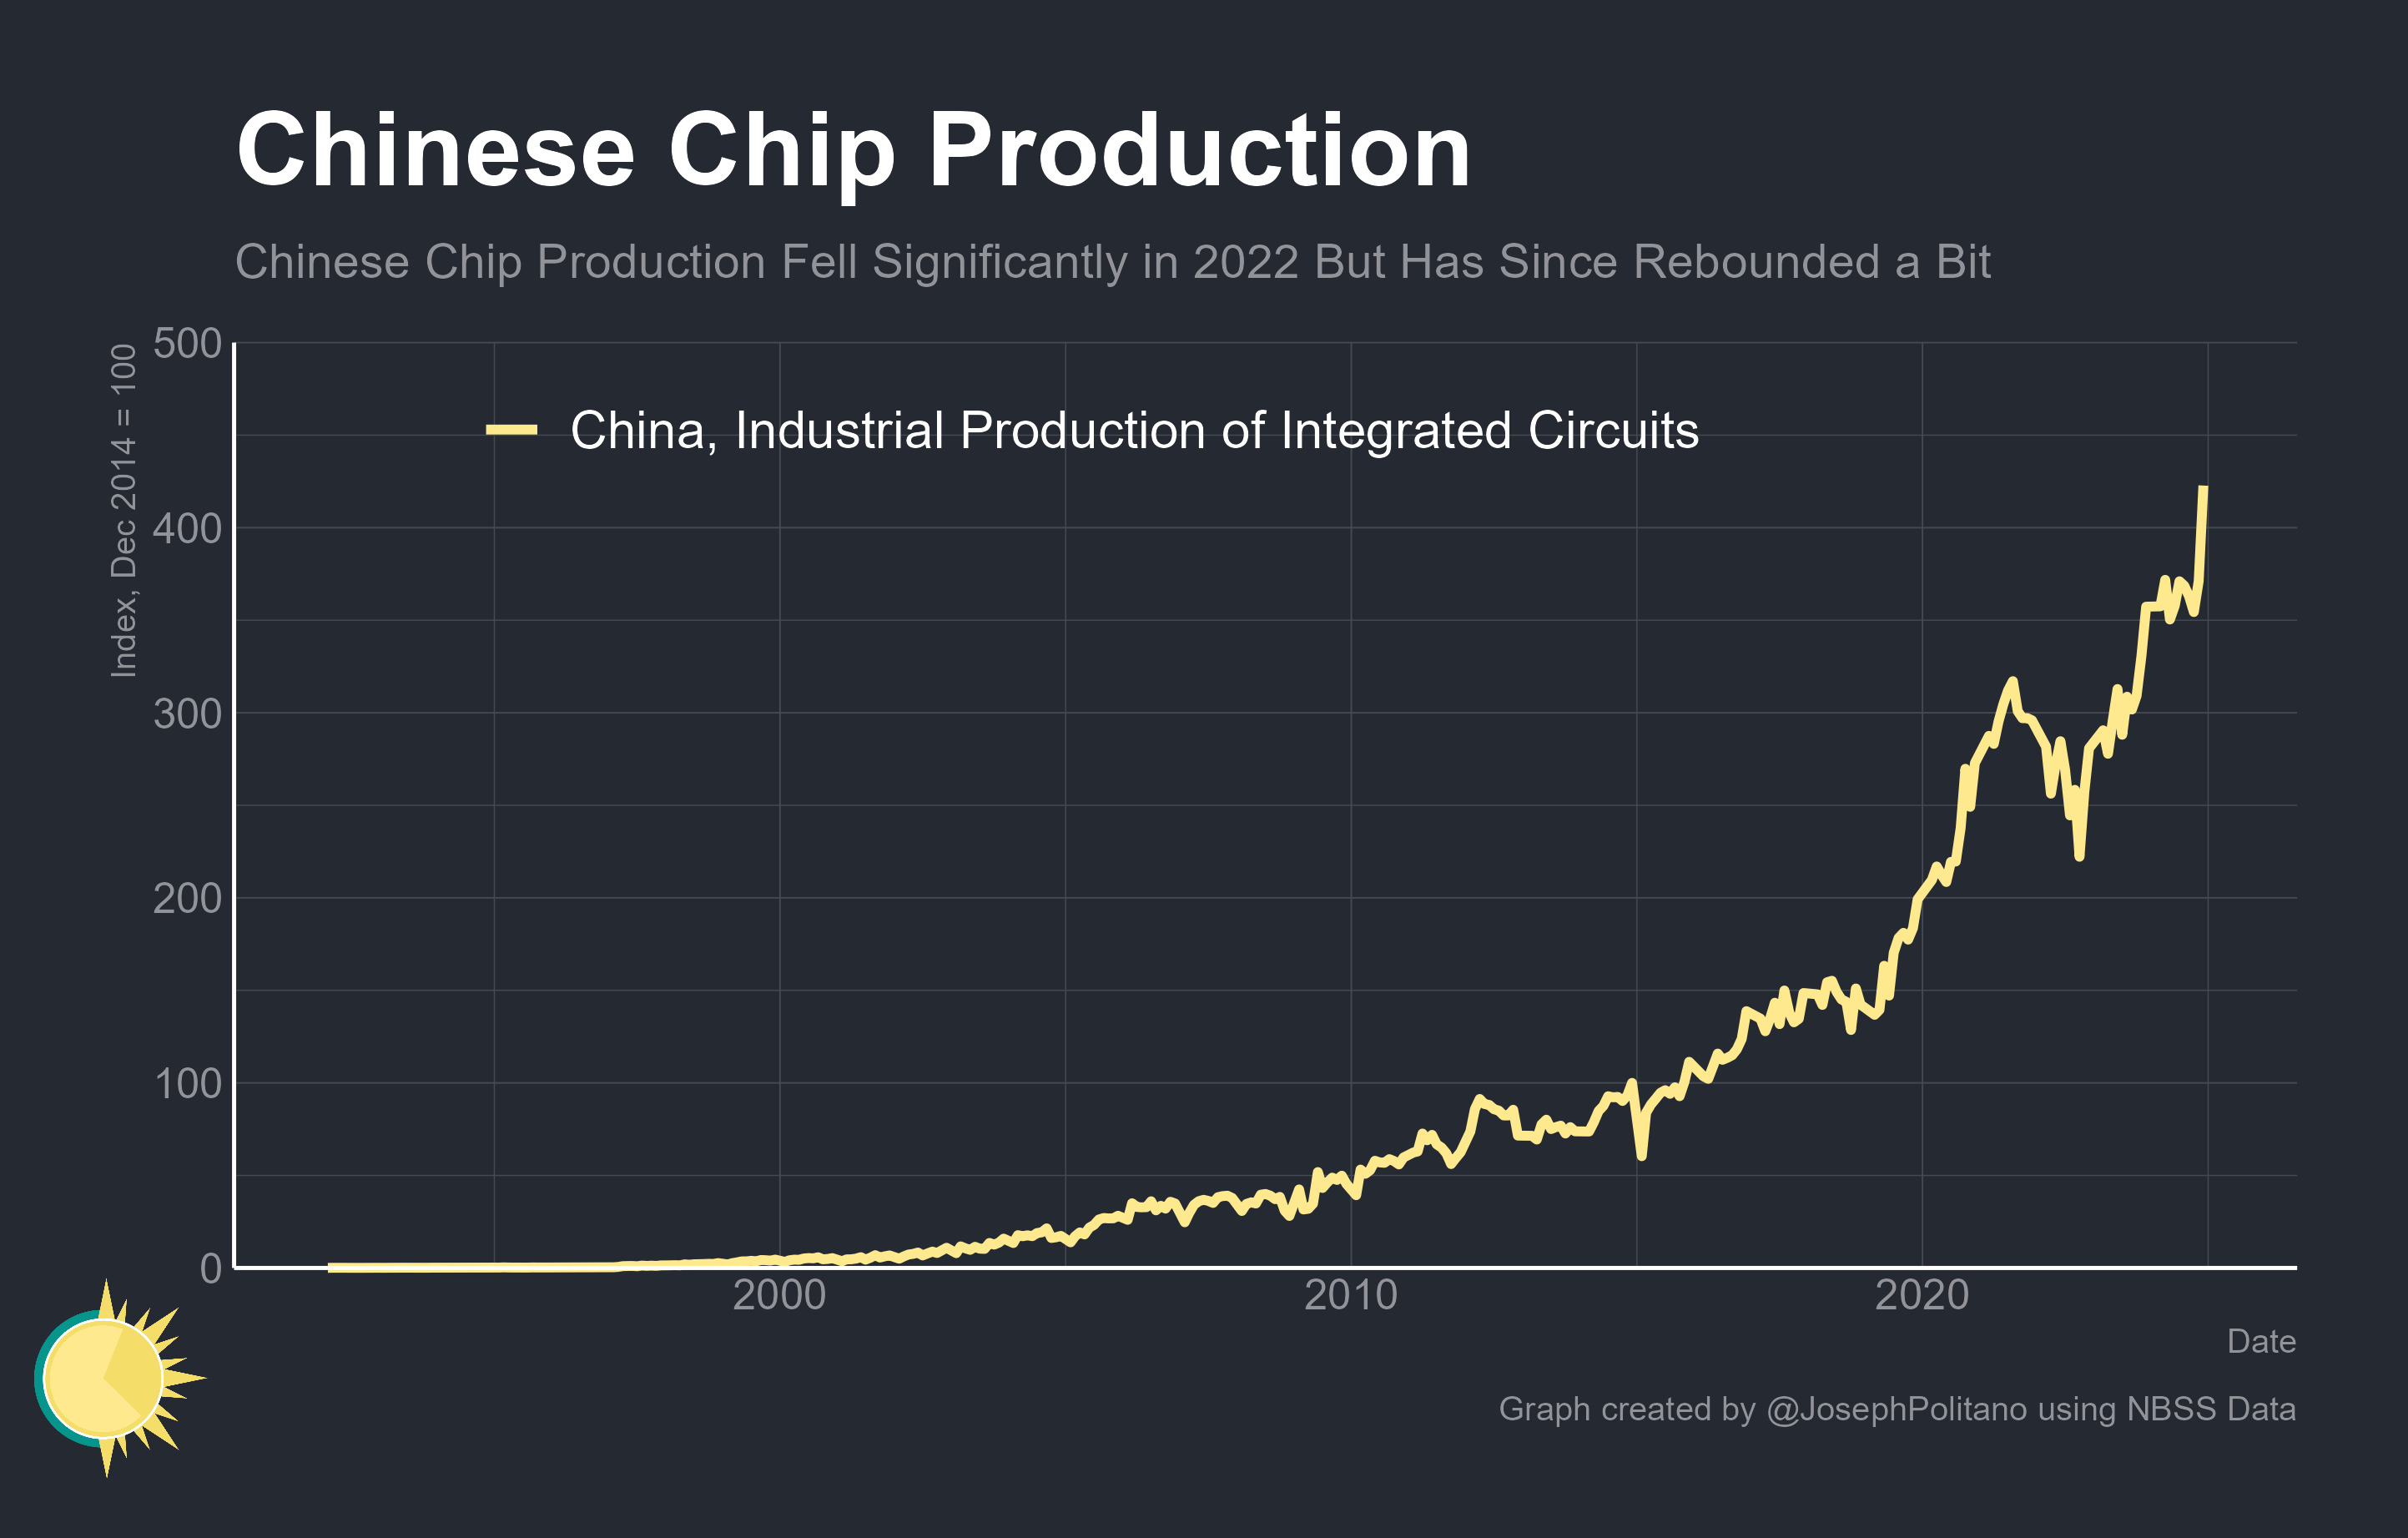 Chinese Chip Production
Chinese Chip Production Fell Significantly in 2022 But Has Since Rebounded a Bit
Index, Dec 2014 = 100
500
400
300
200
100
0
China, Industrial Production of Integrated Circuits
2000
2010
2020
Date
Graph created by @JosephPolitano using NBSS Data